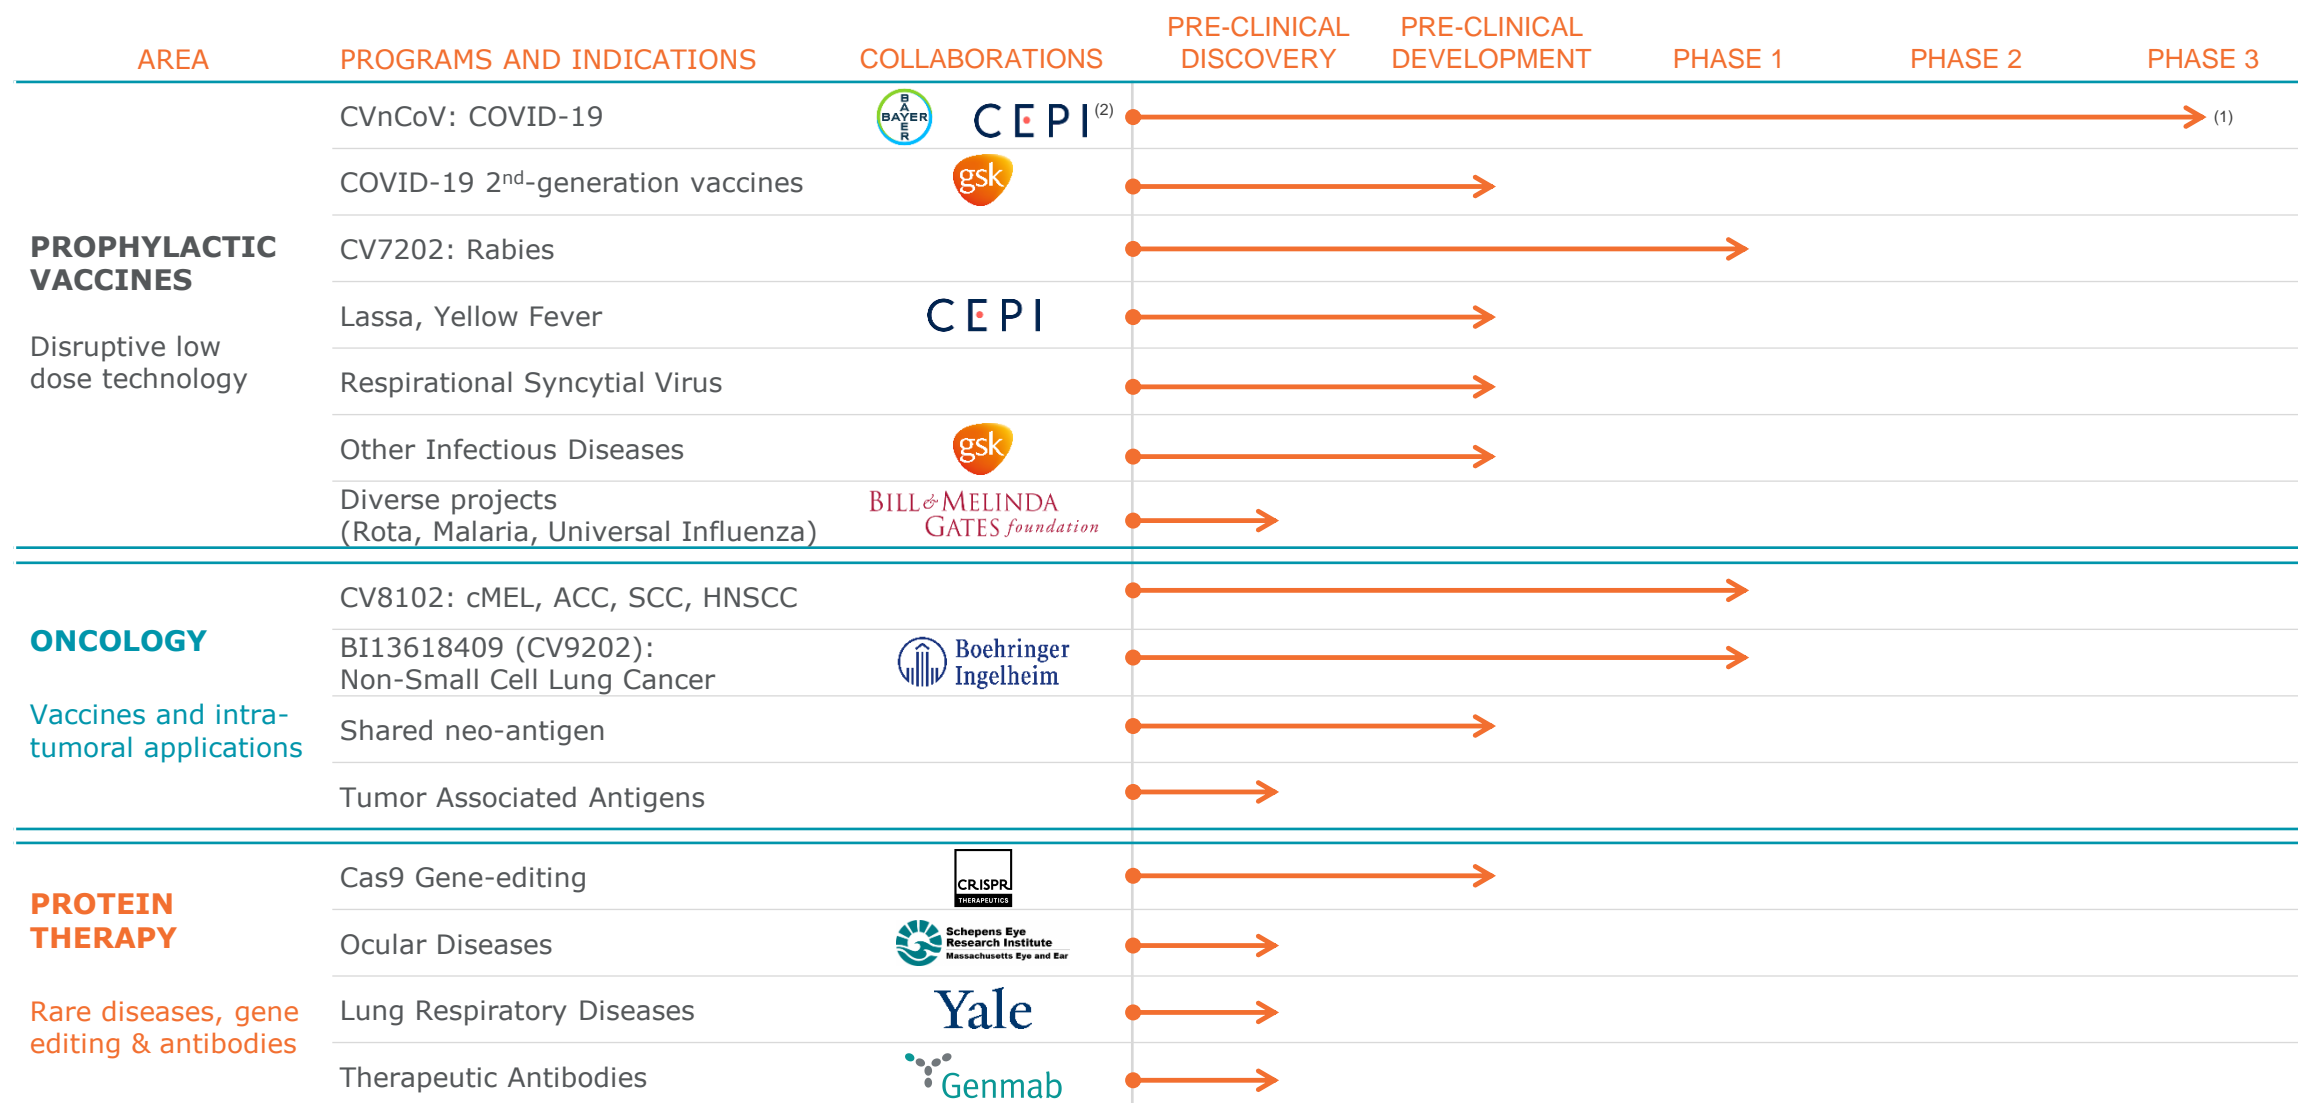 AREA
PROGRAMS AND INDICATIONS
COLLABORATIONS
PRE-CLINICAL
DISCOVERY
PRE-CLINICAL
DEVELOPMENT
PHASE 1
PHASE 2
PHASE 3
PROPHYLACTIC
VACCINES
Disruptive low
dose technology
CVnCoV: COVID-19
BAYER
BAYER
CEPI (2)
(1)
COVID-19 2nd-generation vaccines
gsk
CV7202: Rabies
Lassa, Yellow Fever
CEPI
Respirational Syncytial Virus
Other Infectious Diseases
gsk
Diverse projects
(Rota, Malaria, Universal Influenza)
BILL & MELINDA
GATES foundation
ONCOLOGY
Vaccines and intra-
tumoral applications
CV8102: cMEL, ACC, SCC, HNSCC
BI13618409 (CV9202):
Non-Small Cell Lung Cancer
Boehringer
Ingelheim
Shared neo-antigen
Tumor Associated Antigens
PROTEIN
THERAPY
Rare diseases, gene
editing & antibodies
Cas9 Gene-editing
CRISPR
THERAPEUTICS
Ocular Diseases
Schepens Eye
Research Institute
Massachusetts Eye and Ear
Lung Respiratory Diseases
Yale
Therapeutic Antibodies
Genmab